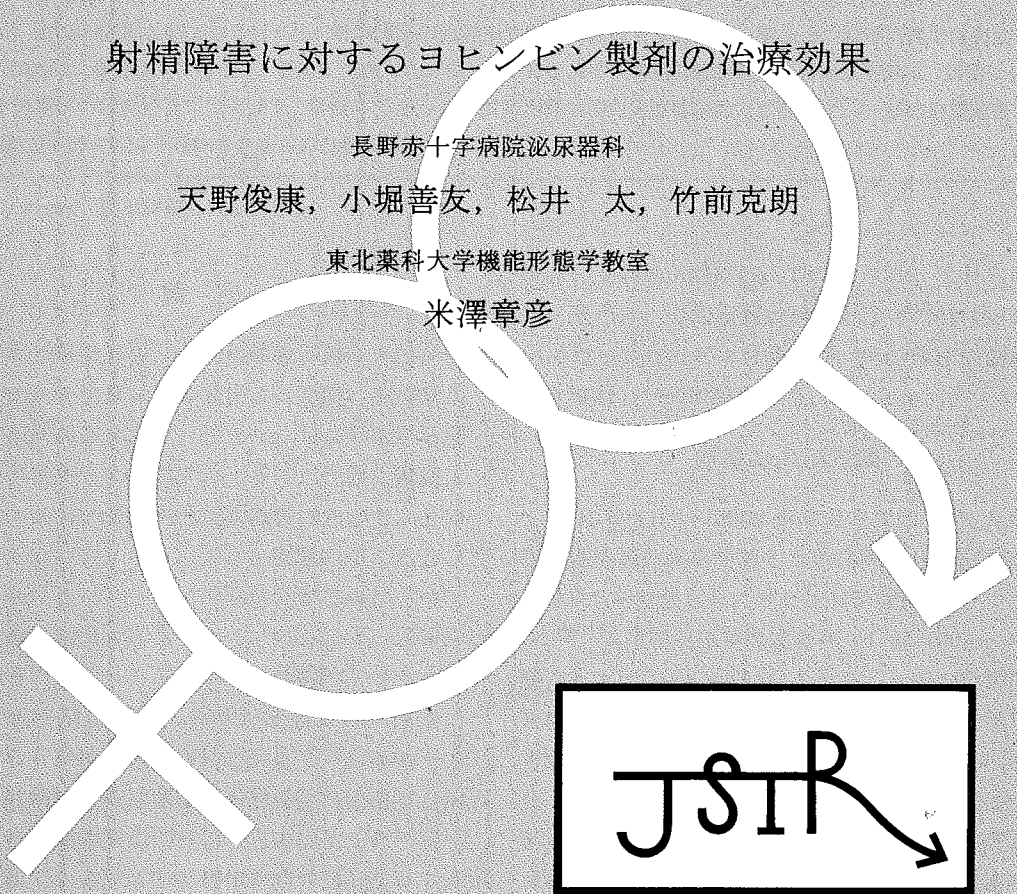 射精障害に対するヨヒンビン製剤の治療効果
長野赤十字病院泌尿器科
天野俊康，小堀善友，松井　太，竹前克朗
東北薬科大学機能形態学教室
米澤章彦
JSIR